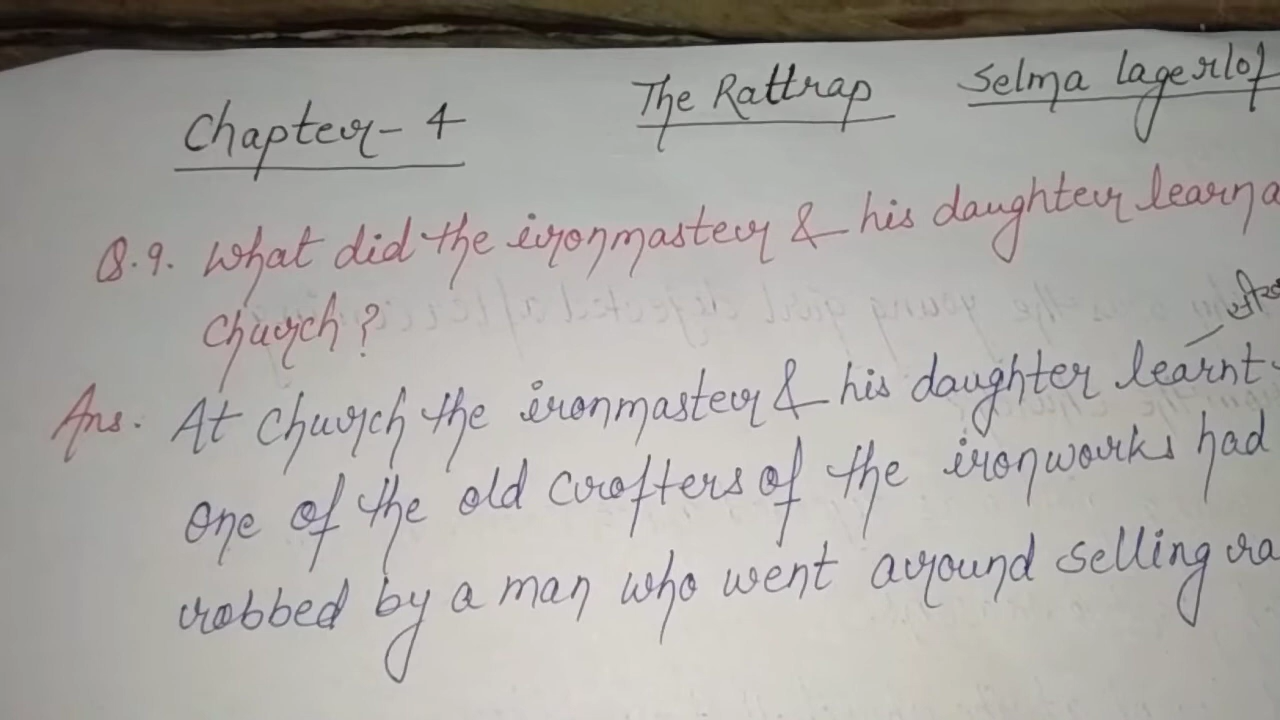 Chapter-4 The Rattrap Selma lagerlof
Q.9. What did the ironmaster & his daughter learn a
church?
Ans. At church the ironmaster & his daughter learnt
one of the old crofters of the ironworks had
robbed by a man who went around selling ra